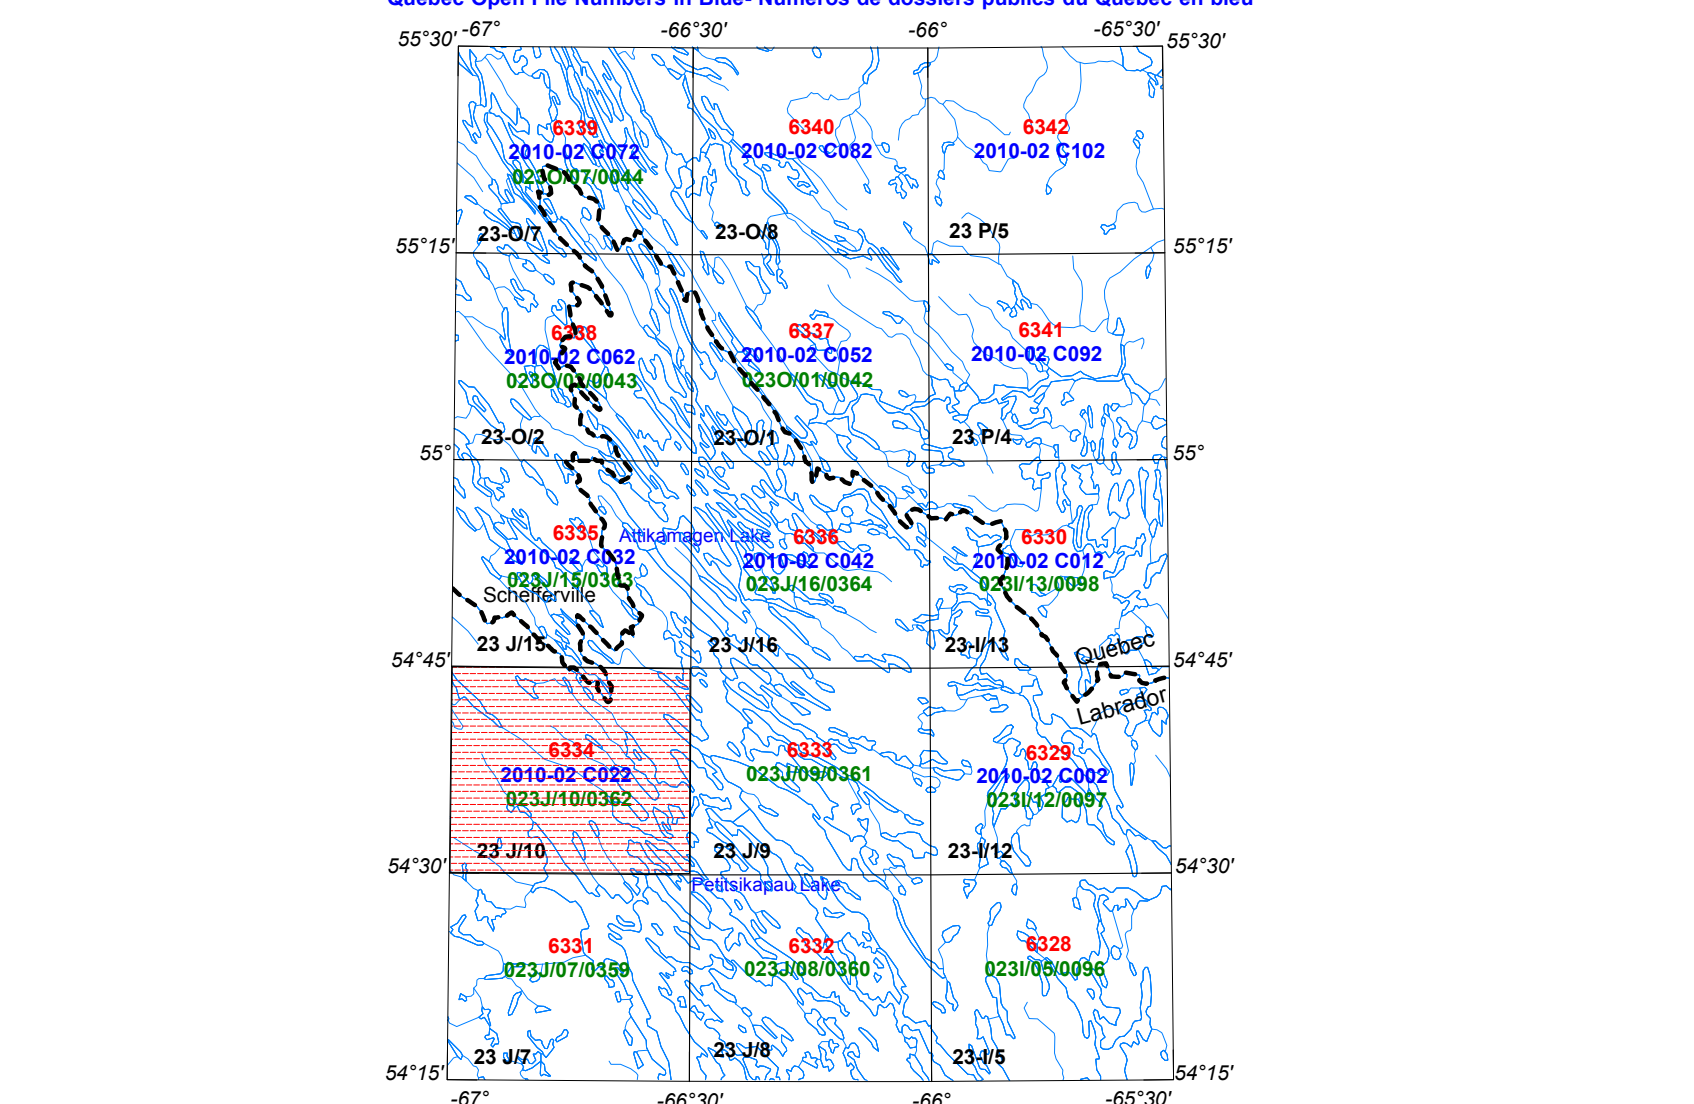 Québec Open File Numbers in Blue- Numéros de dossiers publics du Québec en bleu
-67° -66°30' -66° -65°30'
55°30' 55°30'
6339 6340 6342
2010-02 C072 2010-02 C082 2010-02 C102
023O/07/0044
23-O/7 23-O/8 23 P/5
55°15' 55°15'
6338 6337 6341
2010-02 C062 2010-02 C052 2010-02 C092
023O/02/0043 023O/01/0042
23-O/2 23-O/1 23 P/4
55° 55°
6335 Attikamagen Lake 6336 6330
2010-02 C032 2010-02 C042 2010-02 C012
023J/15/0363 023J/16/0364 023I/13/0098
Schefferville
23 J/15 23 J/16 23-I/13 Québec
54°45' 54°45'
Labrador
6334 6333 6329
2010-02 C022 023J/09/0361 2010-02 C002
023J/10/0362 023I/12/0097
23 J/10 23 J/9 23-I/12
54°30' 54°30'
Petitsikapau Lake
6331 6332 6328
023J/07/0359 023J/08/0360 023I/05/0096
23 J/7 23 J/8 23-I/5
54°15' 54°15'
-67° -66°30' -66° -65°30'